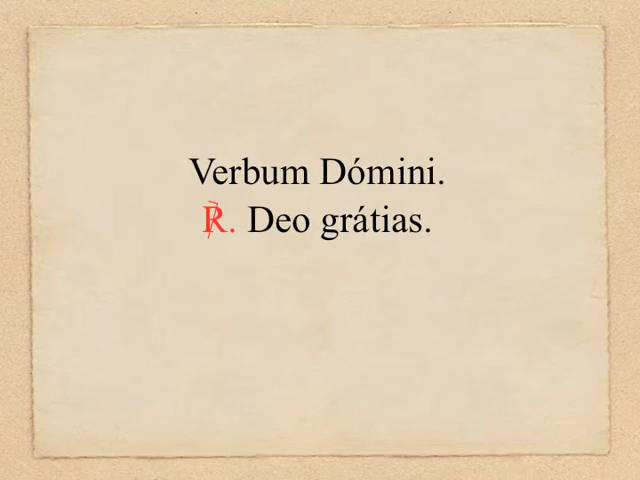 Verbum Dómini.
℟. Deo grátias.